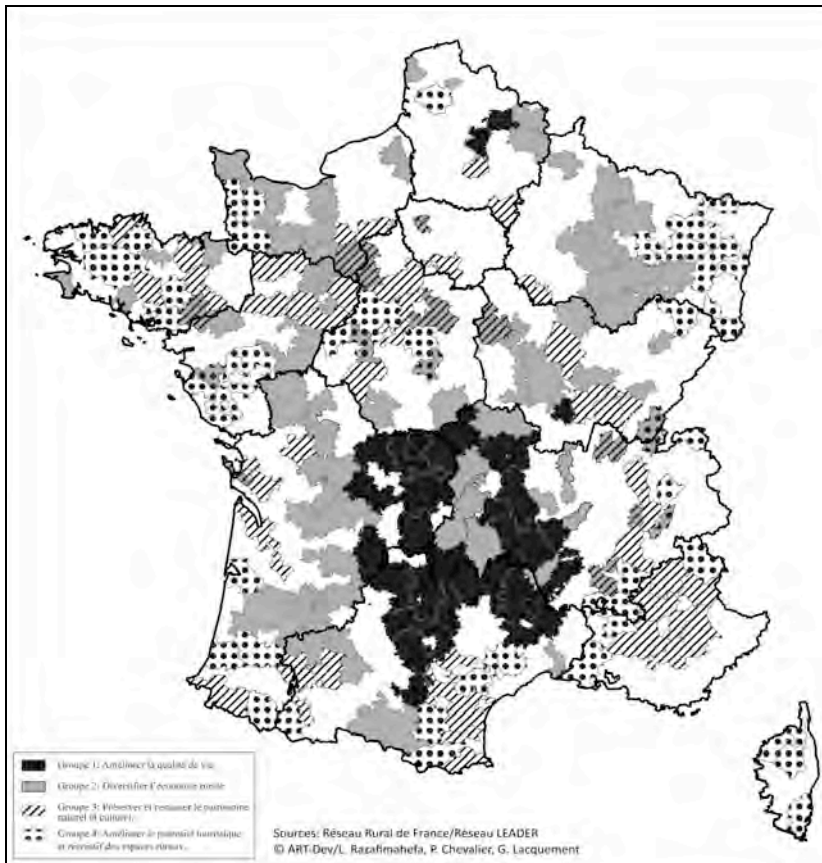 Groupe 1: Améliorer la qualité de vie
Groupe 2: Diversifier l'économie rurale
Groupe 3: Préserver et restaurer le patrimoine
naturel (& culturel).
Groupe 4: Améliorer le potentiel touristique
et récréatif des espaces ruraux.
Sources: Réseau Rural de France/Réseau LEADER
© ART-Dev/L. Razafimahefa, P. Chevalier, G. Lacquement